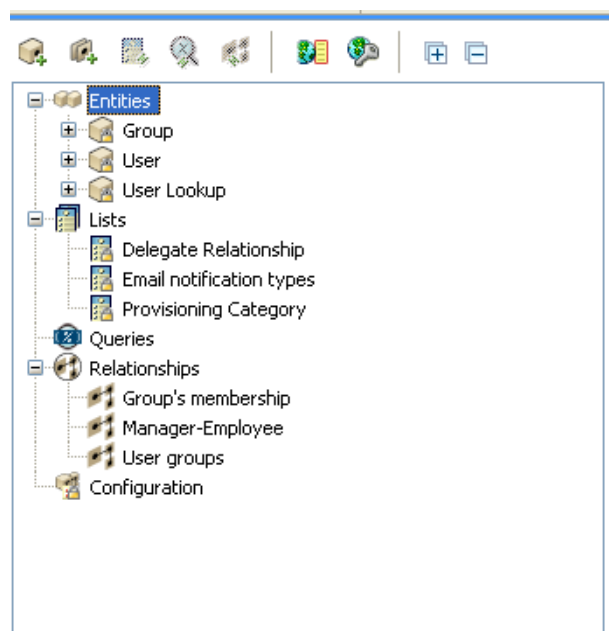 Entities
Group
User
User Lookup
Lists
Delegate Relationship
Email notification types
Provisioning Category
Queries
Relationships
Group's membership
Manager-Employee
User groups
Configuration